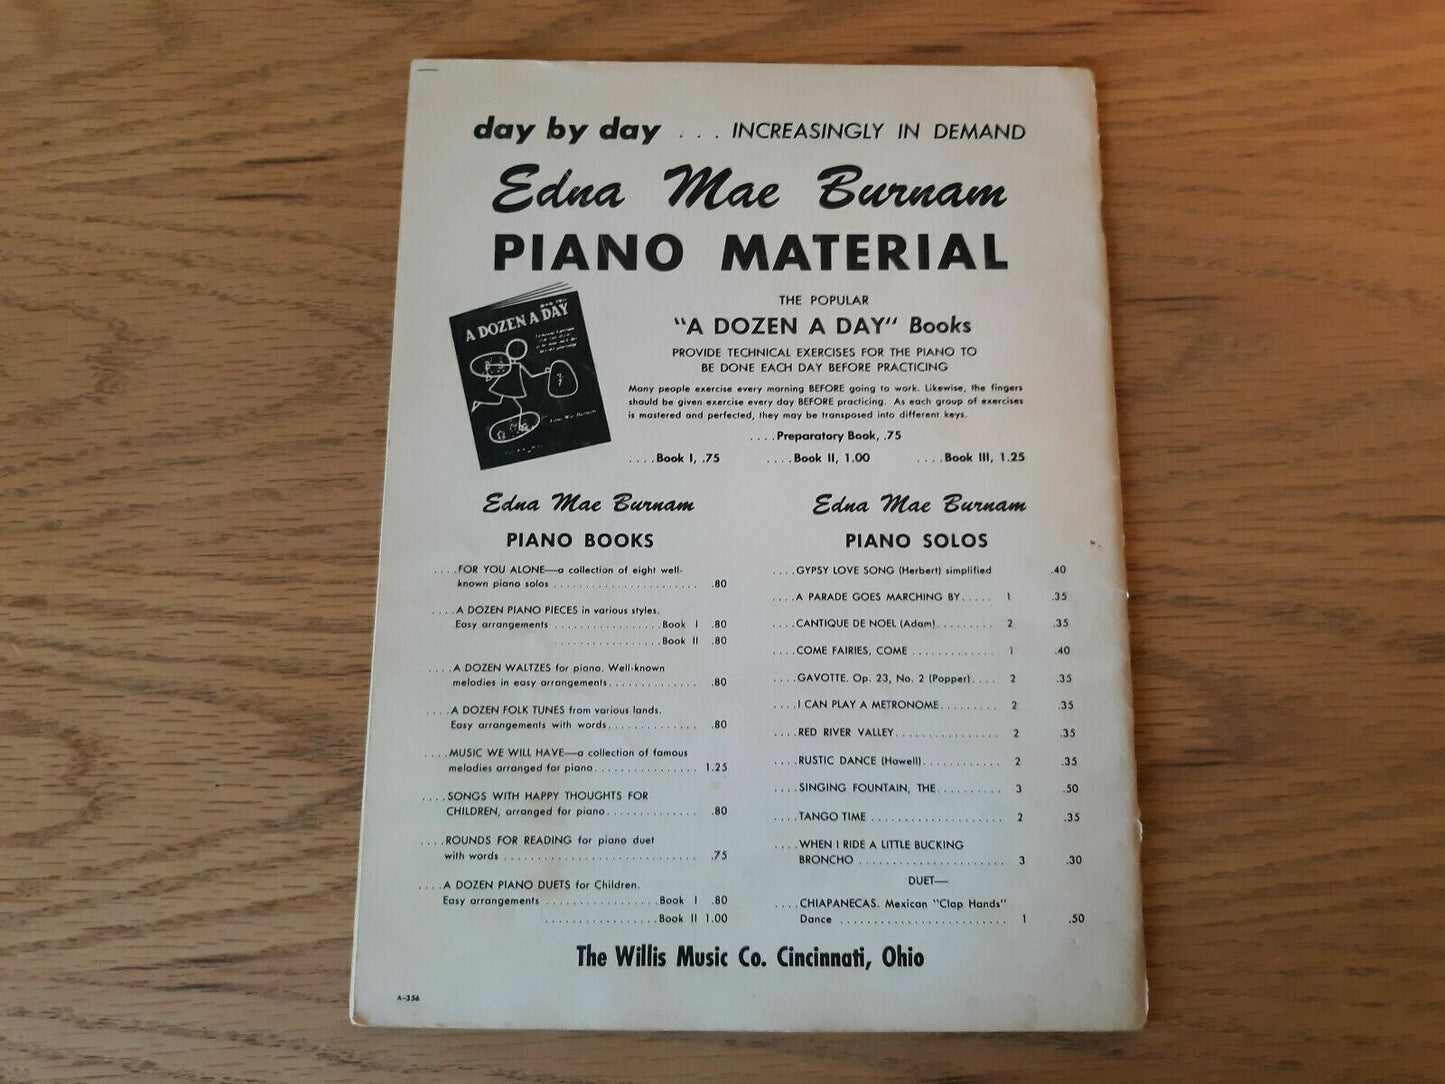 day by day . . . INCREASINGLY IN DEMAND
Edna Mae Burnam
PIANO MATERIAL
A DOZEN A DAY
Edna Mae Burnam
THE POPULAR
"A DOZEN A DAY" Books
PROVIDE TECHNICAL EXERCISES FOR THE PIANO TO
BE DONE EACH DAY BEFORE PRACTICING
Many people exercise every morning BEFORE going to work. Likewise, the fingers
should be given exercise every day BEFORE practicing. As each group of exercises
is mastered and perfected, they may be transposed into different keys.
....Preparatory Book, .75
....Book I, .75 ....Book II, 1.00 ....Book III, 1.25
Edna Mae Burnam
PIANO BOOKS
....FOR YOU ALONE—a collection of eight well-
known piano solos ...................... .80
....A DOZEN PIANO PIECES in various styles.
Easy arrangements ................Book I .80
................Book II .80
....A DOZEN WALTZES for piano. Well-known
melodies in easy arrangements.............. .80
....A DOZEN FOLK TUNES from various lands.
Easy arrangements with words.............. .80
....MUSIC WE WILL HAVE—a collection of famous
melodies arranged for piano................ 1.25
....SONGS WITH HAPPY THOUGHTS FOR
CHILDREN, arranged for piano.............. .80
....ROUNDS FOR READING for piano duet
with words ............................. .75
....A DOZEN PIANO DUETS for Children.
Easy arrangements .................Book I .80
.................Book II 1.00
Edna Mae Burnam
PIANO SOLOS
....GYPSY LOVE SONG (Herbert) simplified .40
....A PARADE GOES MARCHING BY..... 1 .35
....CANTIQUE DE NOEL (Adam)......... 2 .35
....COME FAIRIES, COME ............. 1 .40
....GAVOTTE. Op. 23, No. 2 (Popper).... 2 .35
....I CAN PLAY A METRONOME......... 2 .35
....RED RIVER VALLEY................ 2 .35
....RUSTIC DANCE (Howell)............ 2 .35
....SINGING FOUNTAIN, THE.......... 3 .50
....TANGO TIME .................... 2 .35
....WHEN I RIDE A LITTLE BUCKING
BRONCHO ...................... 3 .30
DUET—
....CHIAPANECAS. Mexican "Clap Hands"
Dance ......................... 1 .50
The Willis Music Co. Cincinnati, Ohio
A-356